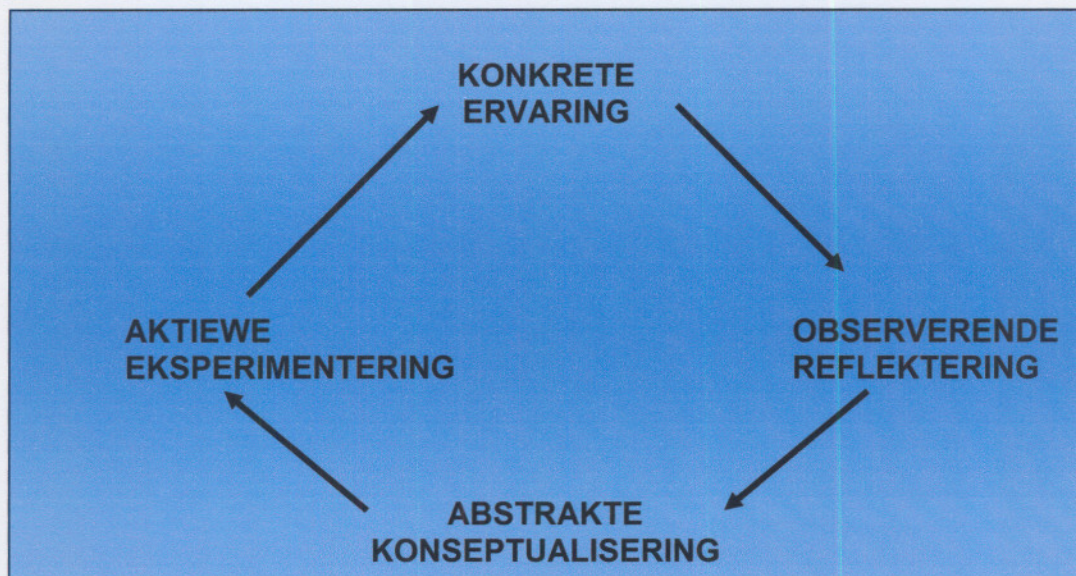 KONKRETE
ERVARING
AKTIEWE
EKSPERIMENTERING
OBSERVERENDE
REFLEKTERING
ABSTRAKTE
KONSEPTUALISERING